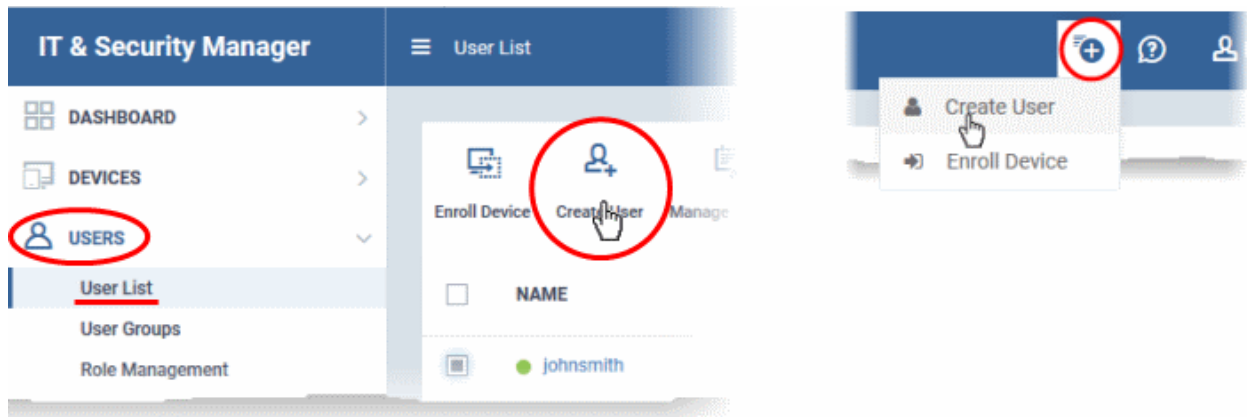 IT & Security Manager
User List
DASHBOARD
DEVICES
USERS
User List
User Groups
Role Management
Enroll Device
Create User
Manage
NAME
johnsmith
Create User
Enroll Device